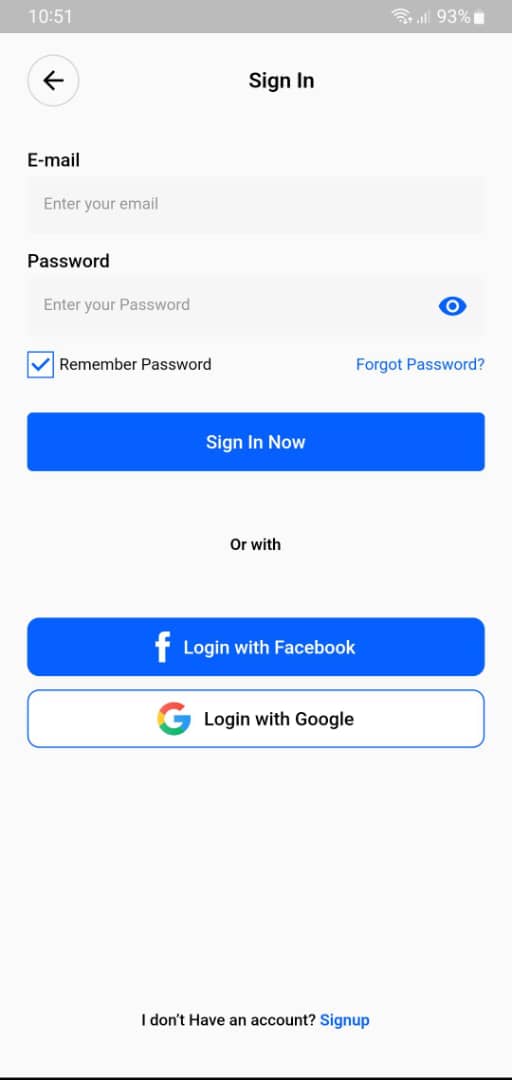 10:51 93%
Sign In
E-mail
Enter your email
Password
Enter your Password
Remember Password Forgot Password?
Sign In Now
Or with
Login with Facebook
Login with Google
I don't Have an account? Signup